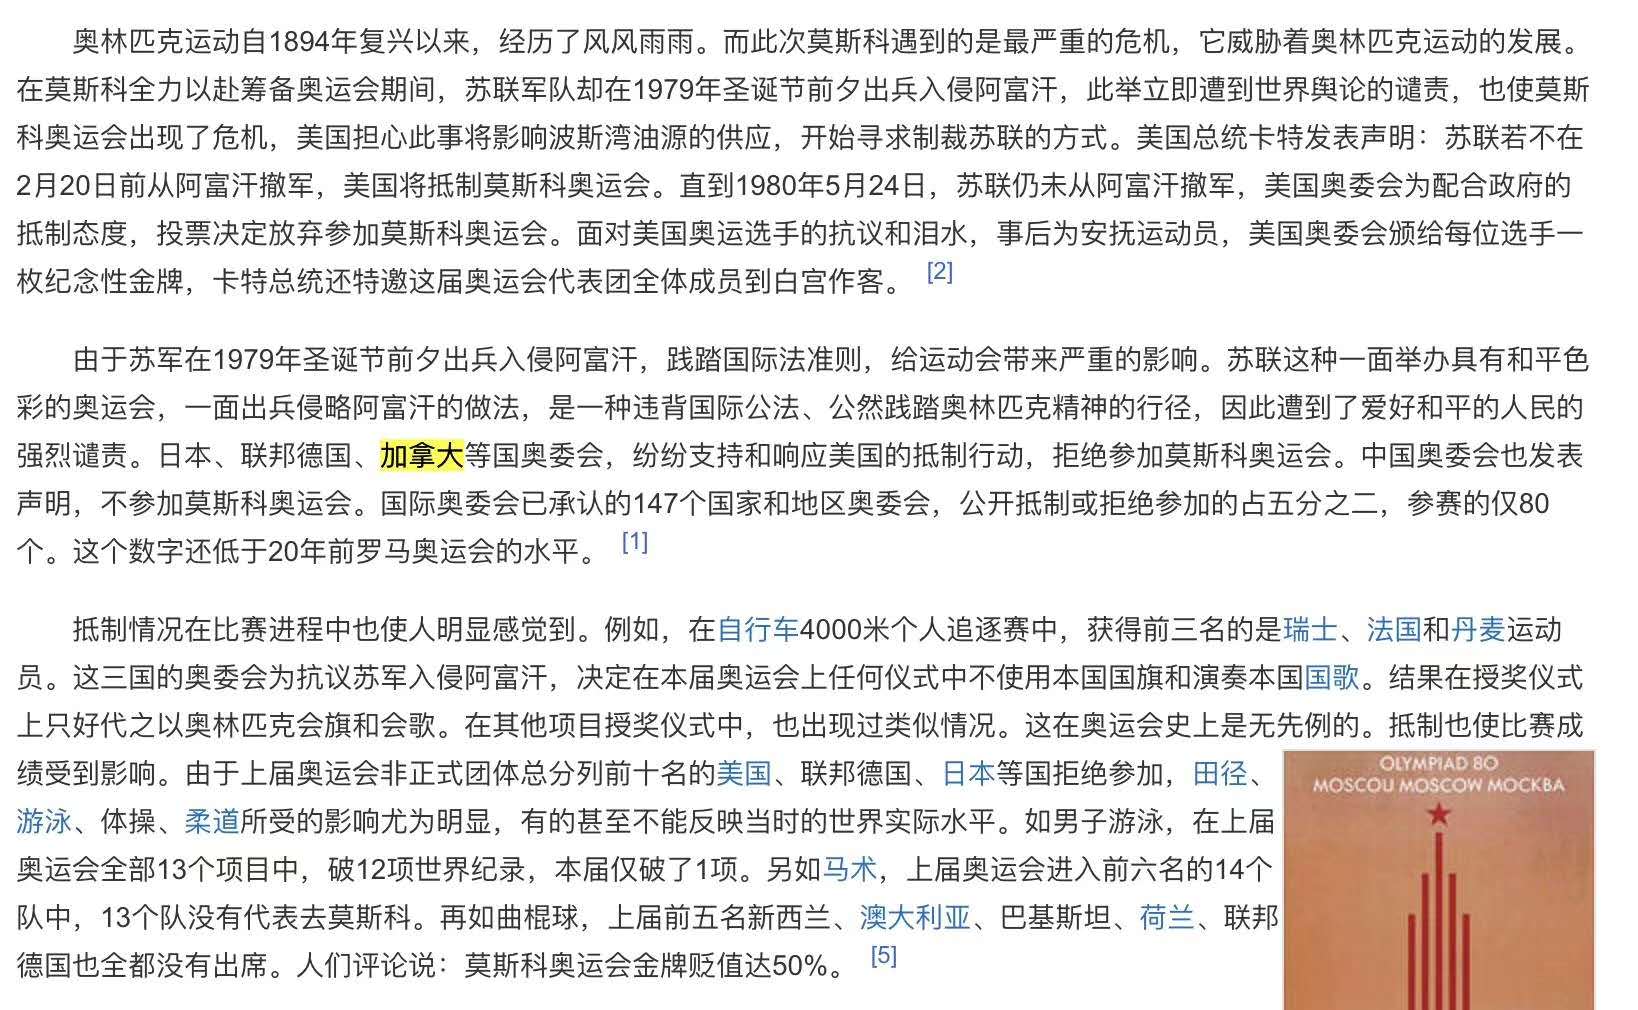 奥林匹克运动自1894年复兴以来，经历了风风雨雨。而此次莫斯科遇到的是最严重的危机，它威胁着奥林匹克运动的发展。
在莫斯科全力以赴筹备奥运会期间，苏联军队却在1979年圣诞节前夕出兵入侵阿富汗，此举立即遭到世界舆论的谴责，也使莫斯
科奥运会出现了危机，美国担心此事将影响波斯湾油源的供应，开始寻求制裁苏联的方式。美国总统卡特发表声明：苏联若不在
2月20日前从阿富汗撤军，美国将抵制莫斯科奥运会。直到1980年5月24日，苏联仍未从阿富汗撤军，美国奥委会为配合政府的
抵制态度，投票决定放弃参加莫斯科奥运会。面对美国奥运选手的抗议和泪水，事后为安抚运动员，美国奥委会颁给每位选手一
枚纪念性金牌，卡特总统还特邀这届奥运会代表团全体成员到白宫作客。 [2]
由于苏军在1979年圣诞节前夕出兵入侵阿富汗，践踏国际法准则，给运动会带来严重的影响。苏联这种一面举办具有和平色
彩的奥运会，一面出兵侵略阿富汗的做法，是一种违背国际公法、公然践踏奥林匹克精神的行径，因此遭到了爱好和平的人民的
强烈谴责。日本、联邦德国、加拿大等国奥委会，纷纷支持和响应美国的抵制行动，拒绝参加莫斯科奥运会。中国奥委会也发表
声明，不参加莫斯科奥运会。国际奥委会已承认的147个国家和地区奥委会，公开抵制或拒绝参加的占五分之二，参赛的仅80
个。这个数字还低于20年前罗马奥运会的水平。 [1]
抵制情况在比赛进程中也使人明显感觉到。例如，在自行车4000米个人追逐赛中，获得前三名的是瑞士、法国和丹麦运动
员。这三国的奥委会为抗议苏军入侵阿富汗，决定在本届奥运会上任何仪式中不使用本国国旗和演奏本国国歌。结果在授奖仪式
上只好代之以奥林匹克会旗和会歌。在其他项目授奖仪式中，也出现过类似情况。这在奥运会史上是无先例的。抵制也使比赛成
绩受到影响。由于上届奥运会非正式团体总分列前十名的美国、联邦德国、日本等国拒绝参加，田径、
游泳、体操、柔道所受的影响尤为明显，有的甚至不能反映当时的世界实际水平。如男子游泳，在上届
奥运会全部13个项目中，破12项世界纪录，本届仅破了1项。另如马术，上届奥运会进入前六名的14个
队中，13个队没有代表去莫斯科。再如曲棍球，上届前五名新西兰、澳大利亚、巴基斯坦、荷兰、联邦
德国也全都没有出席。人们评论说：莫斯科奥运会金牌贬值达50%。 [5]
OLYMPIAD 80
MOSCOU MOSCOW МОСКВА